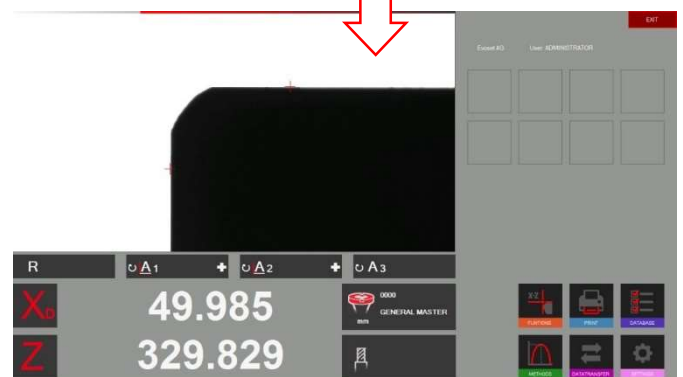 EXIT
User: ADMINISTRATOR
R
A1
A2
A3
XD
49.985
0000
GENERAL MASTER
mm
Z
329.829
X-Z
FUNTIONS
PRINT
DATABASE
METHODS
DATATRANSFER
SETTINGS